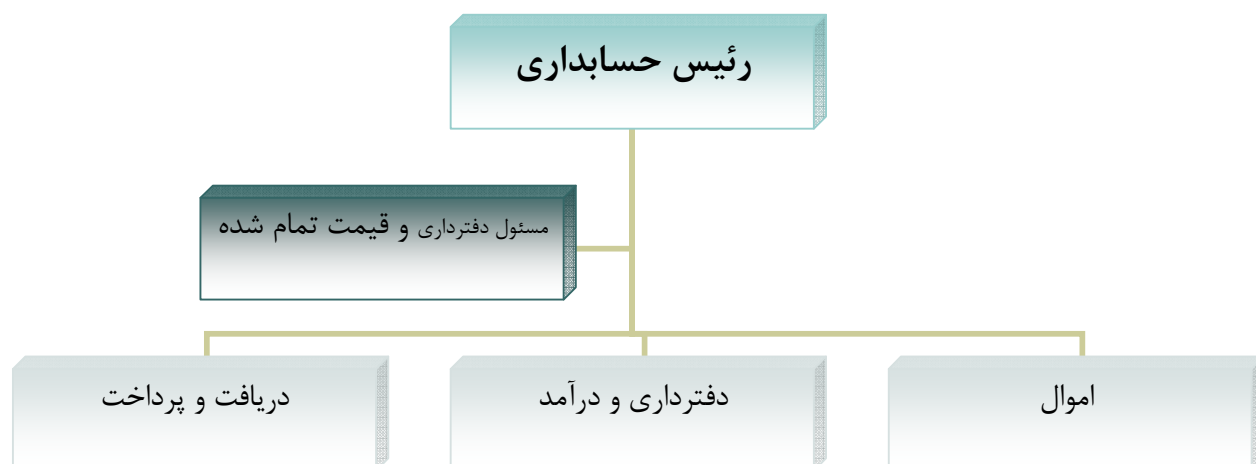 رئیس حسابداری
مسئول دفترداری و قیمت تمام شده
اموال
دفترداری و درآمد
دریافت و پرداخت